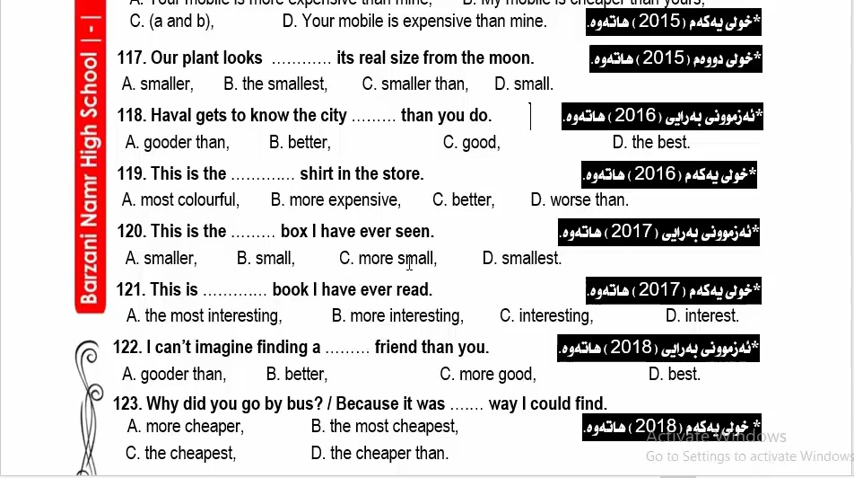 C. (a and b), D. Your mobile is expensive than mine. *خولی یەکەم (2015) هاتەوە.
117. Our plant looks ………… its real size from the moon. *خولی دووەم (2015) هاتەوە.
A. smaller, B. the smallest, C. smaller than, D. small.
118. Haval gets to know the city ……… than you do. *ئەزموونی بەرایی (2016) هاتەوە.
A. gooder than, B. better, C. good, D. the best.
119. This is the …………. shirt in the store. *خولی یەکەم (2016) هاتەوە.
A. most colourful, B. more expensive, C. better, D. worse than.
120. This is the ……… box I have ever seen. *ئەزموونی بەرایی (2017) هاتەوە.
A. smaller, B. small, C. more small, D. smallest.
121. This is ………… book I have ever read. *خولی یەکەم (2017) هاتەوە.
A. the most interesting, B. more interesting, C. interesting, D. interest.
122. I can't imagine finding a ……… friend than you. *ئەزموونی بەرایی (2018) هاتەوە.
A. gooder than, B. better, C. more good, D. best.
123. Why did you go by bus? / Because it was ……. way I could find.
A. more cheaper, B. the most cheapest, *خولی یەکەم (2018) هاتەوە.
C. the cheapest, D. the cheaper than.
Barzani Namr High School | - |
Activate Windows
Go to Settings to activate Windows